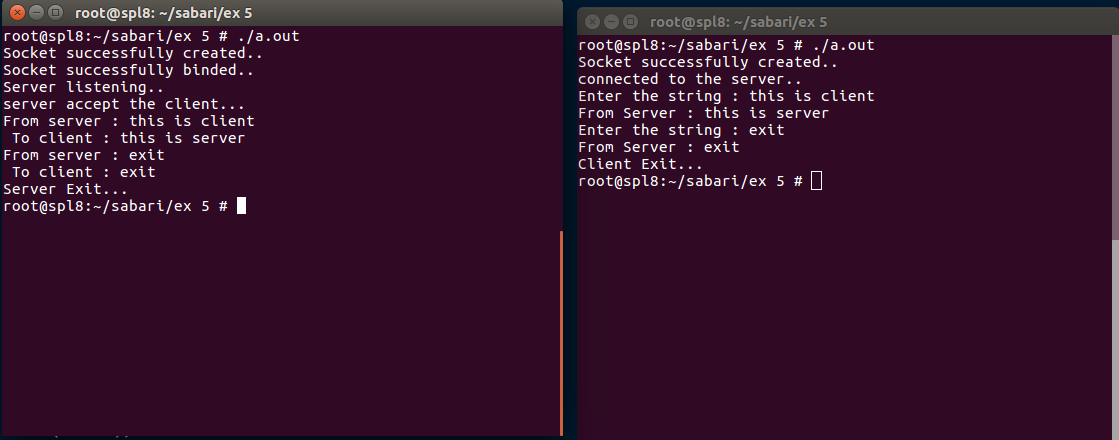 root@spl8: ~/sabari/ex 5
root@spl8:~/sabari/ex 5 # ./a.out
Socket successfully created..
Socket successfully binded..
Server listening..
server accept the client...
From server : this is client
 To client : this is server
From server : exit
 To client : exit
Server Exit...
root@spl8:~/sabari/ex 5 #
root@spl8: ~/sabari/ex 5
root@spl8:~/sabari/ex 5 # ./a.out
Socket successfully created..
connected to the server..
Enter the string : this is client
From Server : this is server
Enter the string : exit
From Server : exit
Client Exit...
root@spl8:~/sabari/ex 5 #